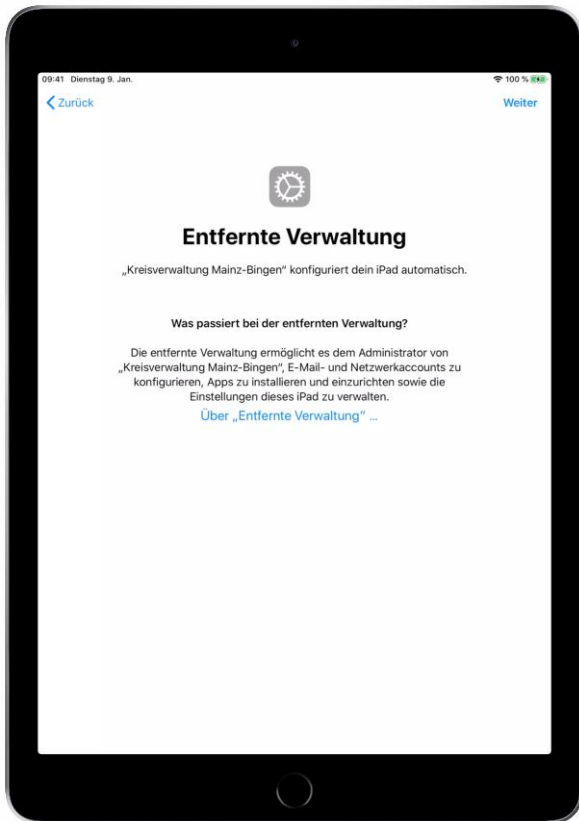 09:41 Dienstag 9. Jan. 100 %
Zurück Weiter
Entfernte Verwaltung
„Kreisverwaltung Mainz-Bingen“ konfiguriert dein iPad automatisch.
Was passiert bei der entfernten Verwaltung?
Die entfernte Verwaltung ermöglicht es dem Administrator von
„Kreisverwaltung Mainz-Bingen“, E-Mail- und Netzwerkaccounts zu
konfigurieren, Apps zu installieren und einzurichten sowie die
Einstellungen dieses iPad zu verwalten.
Über „Entfernte Verwaltung“ ...